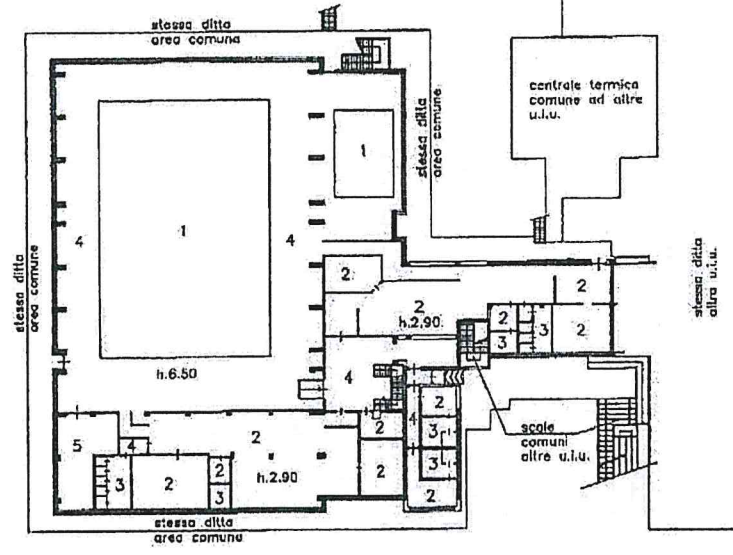 stessa ditta
area comune
centrale termica
comune ad altre
u.i.u.
stessa ditta
area comune
1
1
4
4
stessa ditta
area comune
stessa ditta
altra u.i.u.
2
2
2
h.2.90
2
3
2
3
2
h.6.50
4
2
4
3
3
2
2
2
scale
comuni
altre u.i.u.
2
5
4
3
2
2
3
h.2.90
stessa ditta
area comune